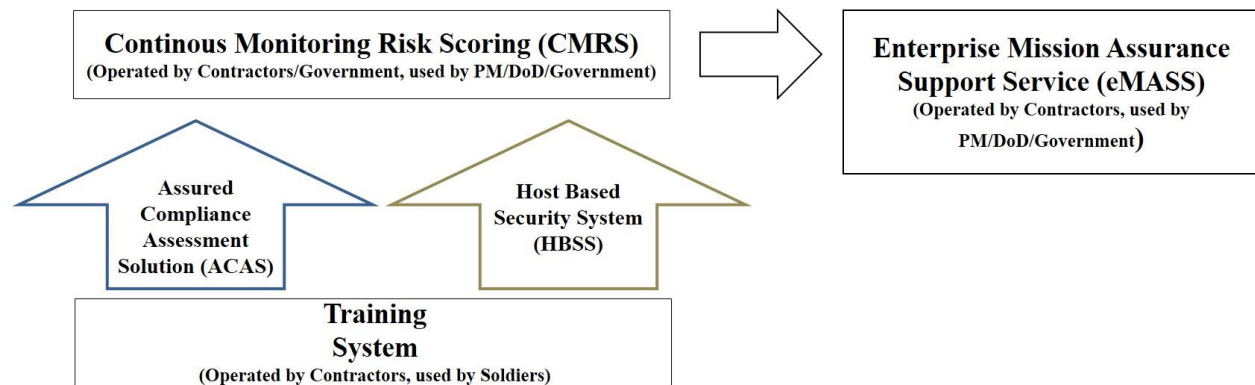 Continous Monitoring Risk Scoring (CMRS)
(Operated by Contractors/Government, used by PM/DoD/Government)
Enterprise Mission Assurance
Support Service (eMASS)
(Operated by Contractors, used by
PM/DoD/Government)
Assured
Compliance
Assessment
Solution (ACAS)
Host Based
Security System
(HBSS)
Training
System
(Operated by Contractors, used by Soldiers)